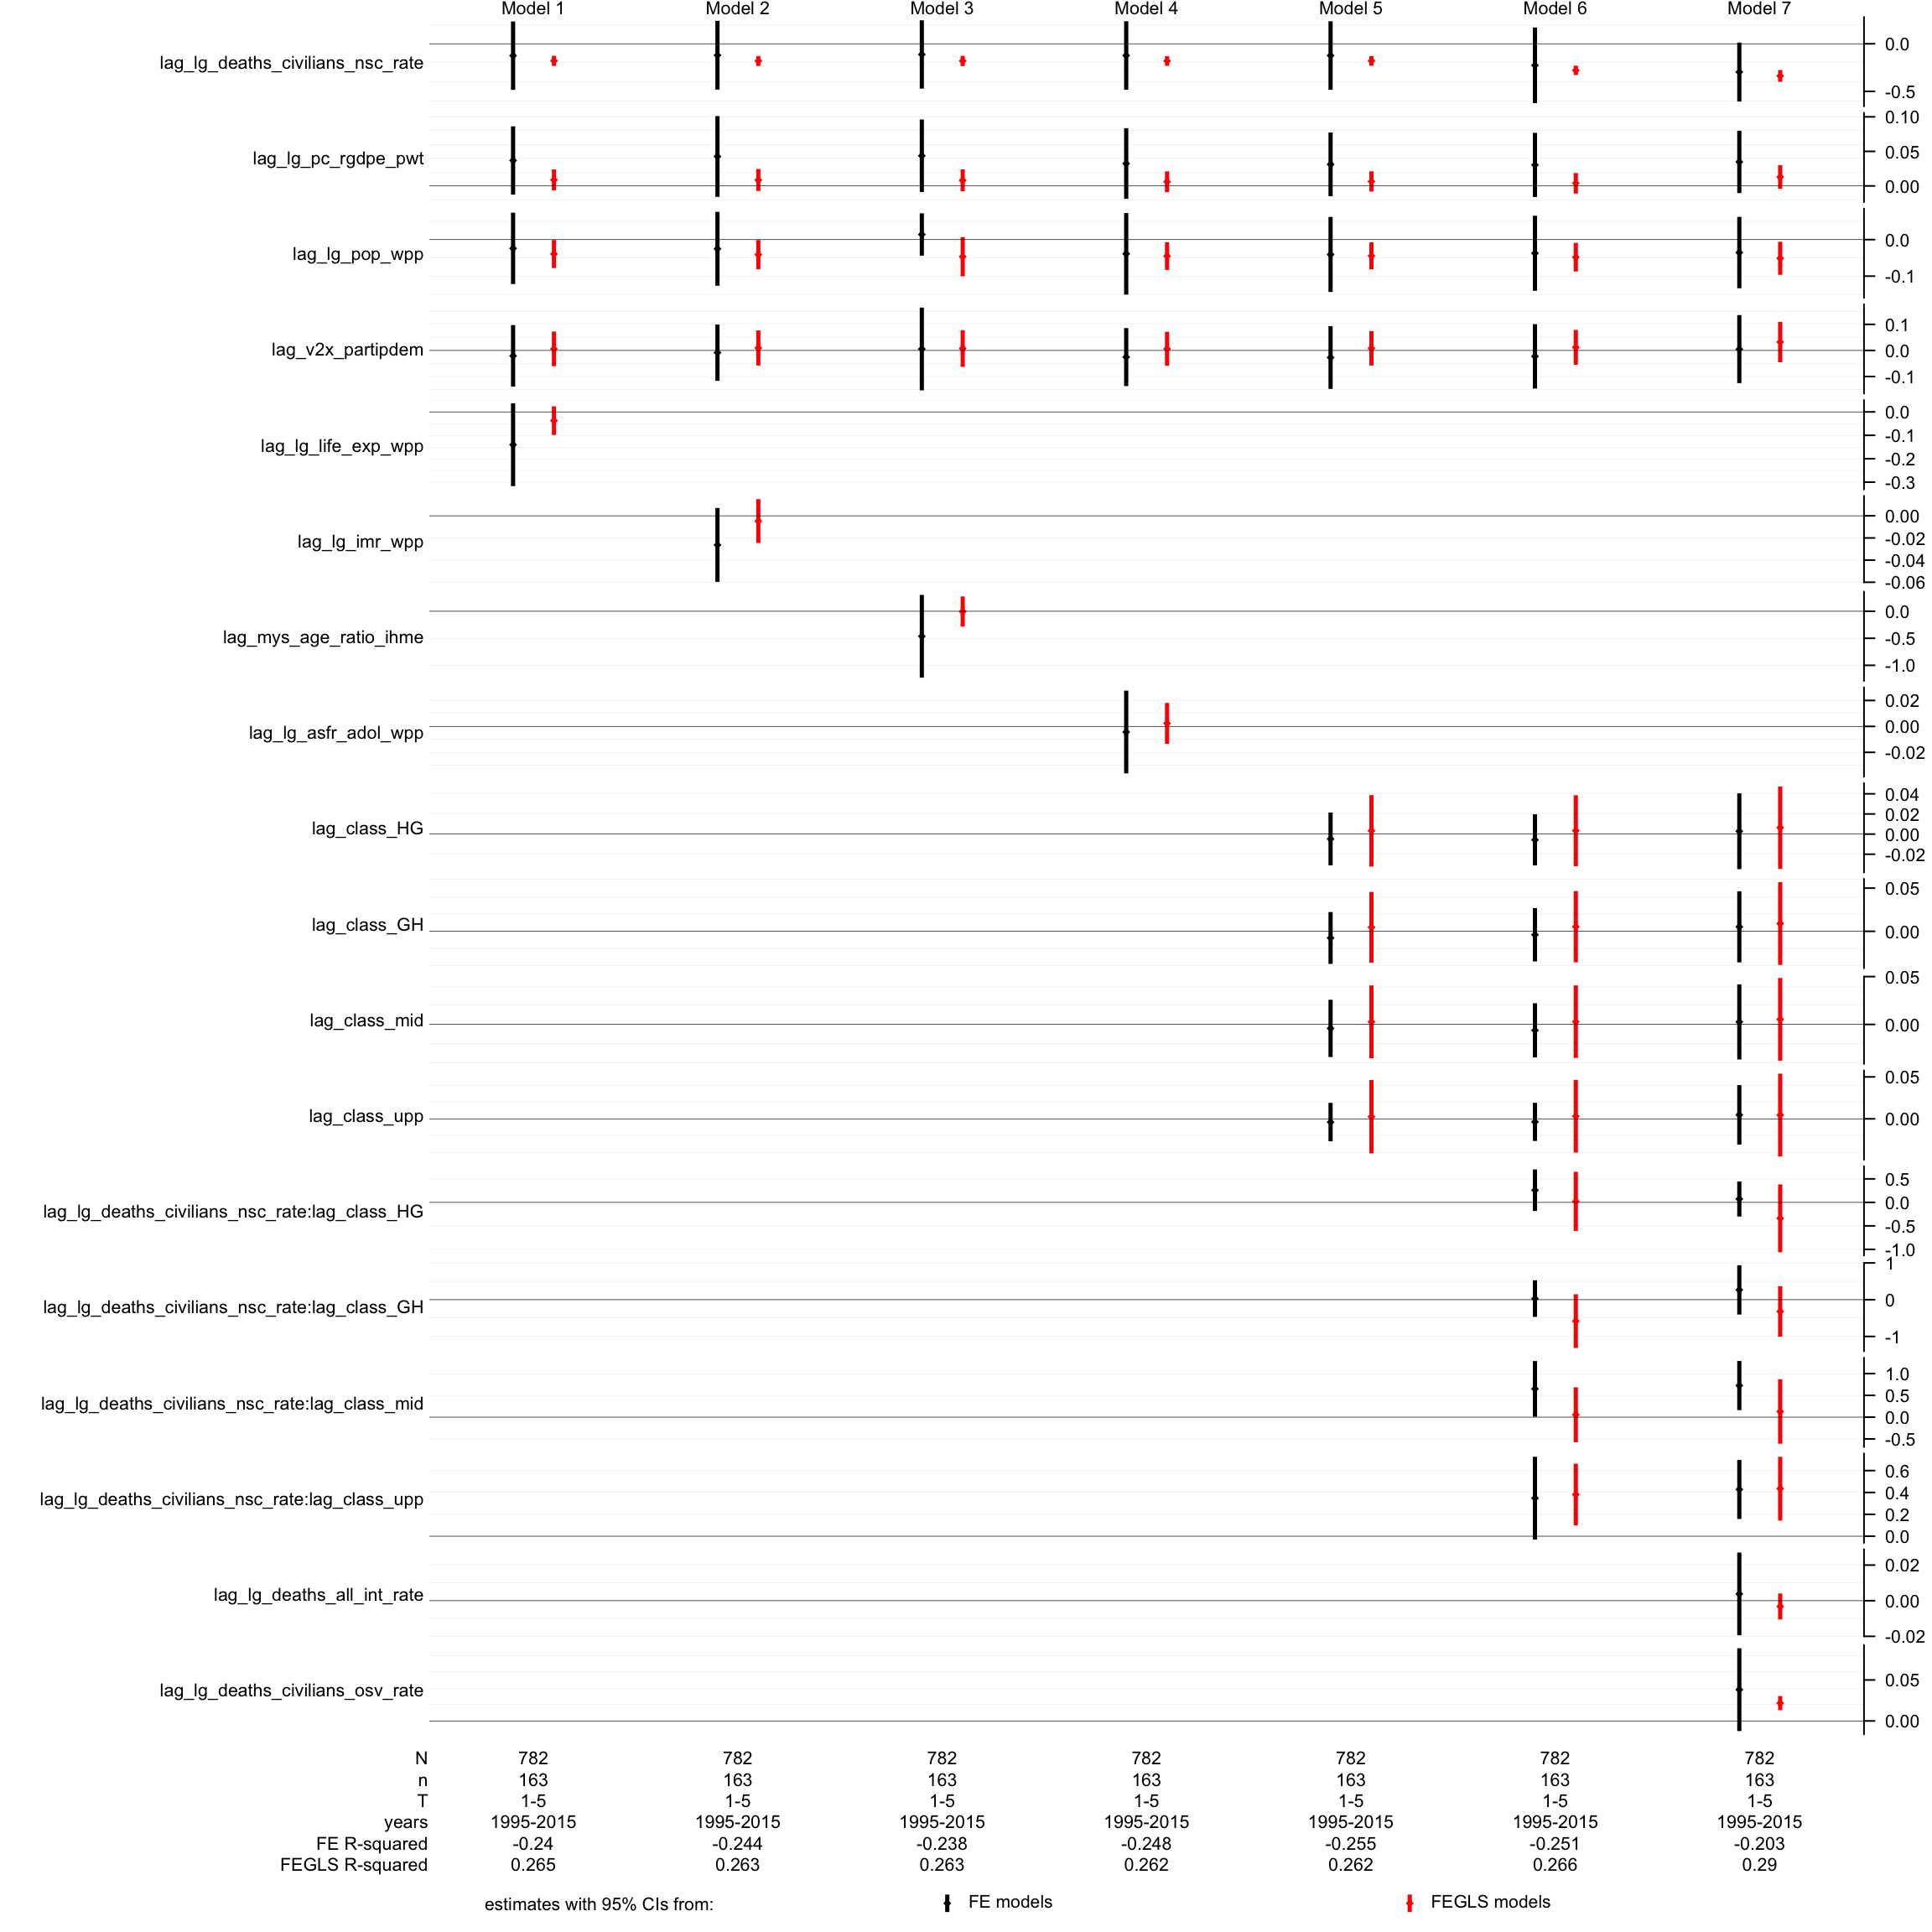 Model 1 Model 2 Model 3 Model 4 Model 5 Model 6 Model 7
lag_lg_deaths_civilians_nsc_rate
0.0
-0.5
lag_lg_pc_rgdpe_pwt
0.10
0.05
0.00
lag_lg_pop_wpp
0.0
-0.1
lag_v2x_partipdem
0.1
0.0
-0.1
lag_lg_life_exp_wpp
0.0
-0.1
-0.2
-0.3
lag_lg_imr_wpp
0.00
-0.02
-0.04
-0.06
lag_mys_age_ratio_ihme
0.0
-0.5
-1.0
lag_lg_asfr_adol_wpp
0.02
0.00
-0.02
lag_class_HG
0.04
0.02
0.00
-0.02
lag_class_GH
0.05
0.00
lag_class_mid
0.05
0.00
lag_class_upp
0.05
0.00
lag_lg_deaths_civilians_nsc_rate:lag_class_HG
0.5
0.0
-0.5
-1.0
lag_lg_deaths_civilians_nsc_rate:lag_class_GH
1
0
-1
lag_lg_deaths_civilians_nsc_rate:lag_class_mid
1.0
0.5
0.0
-0.5
lag_lg_deaths_civilians_nsc_rate:lag_class_upp
0.6
0.4
0.2
0.0
lag_lg_deaths_all_int_rate
0.02
0.00
-0.02
lag_lg_deaths_civilians_osv_rate
0.05
0.00
N 782 782 782 782 782 782 782
n 163 163 163 163 163 163 163
T 1-5 1-5 1-5 1-5 1-5 1-5 1-5
years 1995-2015 1995-2015 1995-2015 1995-2015 1995-2015 1995-2015 1995-2015
FE R-squared -0.24 -0.244 -0.238 -0.248 -0.255 -0.251 -0.203
FEGLS R-squared 0.265 0.263 0.263 0.262 0.262 0.266 0.29
estimates with 95% CIs from: FE models FEGLS models